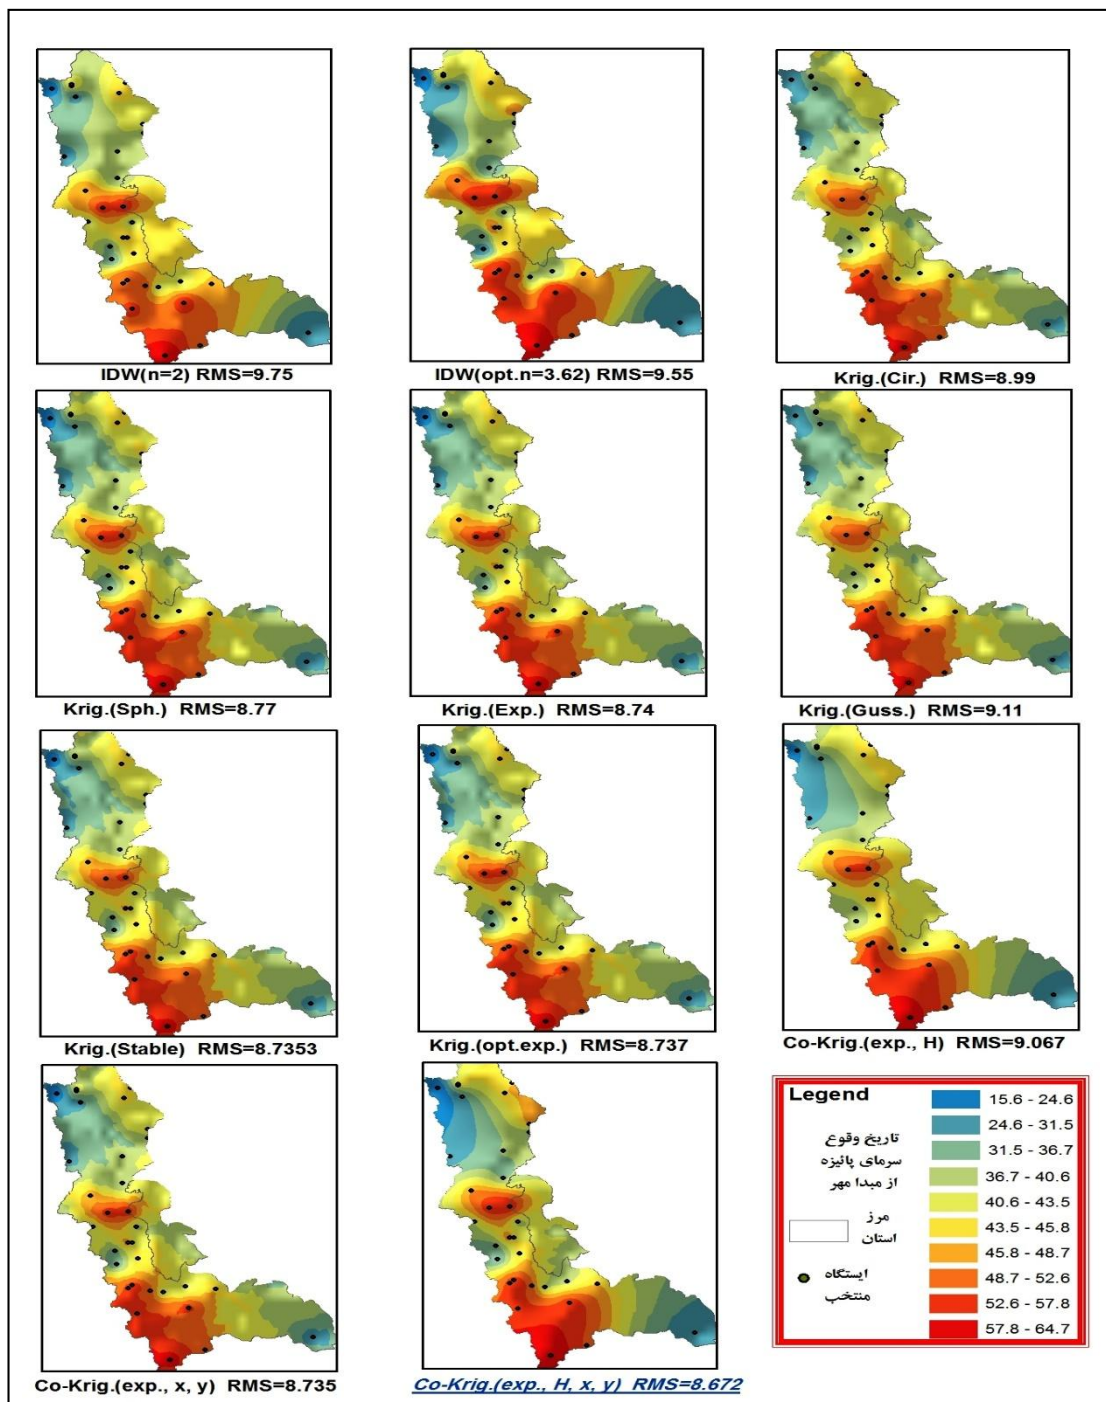 IDW(n=2) RMS=9.75
IDW(opt.n=3.62) RMS=9.55
Krig.(Cir.) RMS=8.99
Krig.(Sph.) RMS=8.77
Krig.(Exp.) RMS=8.74
Krig.(Guss.) RMS=9.11
Krig.(Stable) RMS=8.7353
Krig.(opt.exp.) RMS=8.737
Co-Krig.(exp., H) RMS=9.067
Co-Krig.(exp., x, y) RMS=8.735
Co-Krig.(exp., H, x, y) RMS=8.672
Legend
تاریخ وقوع
سرمای پائیزه
از مبدا مهر
مرز
استان
ایستگاه
منتخب
15.6 - 24.6
24.6 - 31.5
31.5 - 36.7
36.7 - 40.6
40.6 - 43.5
43.5 - 45.8
45.8 - 48.7
48.7 - 52.6
52.6 - 57.8
57.8 - 64.7